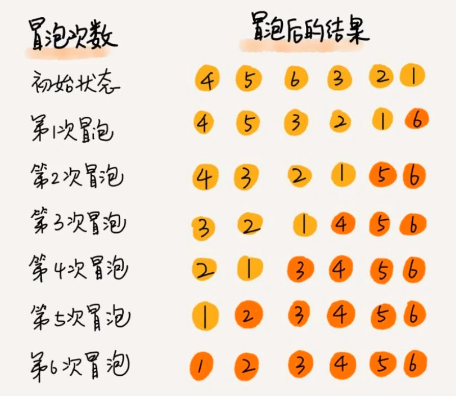 冒泡次数 冒泡后的结果
初始状态 4 5 6 3 2 1
第1次冒泡 4 5 3 2 1 6
第2次冒泡 4 3 2 1 5 6
第3次冒泡 3 2 1 4 5 6
第4次冒泡 2 1 3 4 5 6
第5次冒泡 1 2 3 4 5 6
第6次冒泡 1 2 3 4 5 6